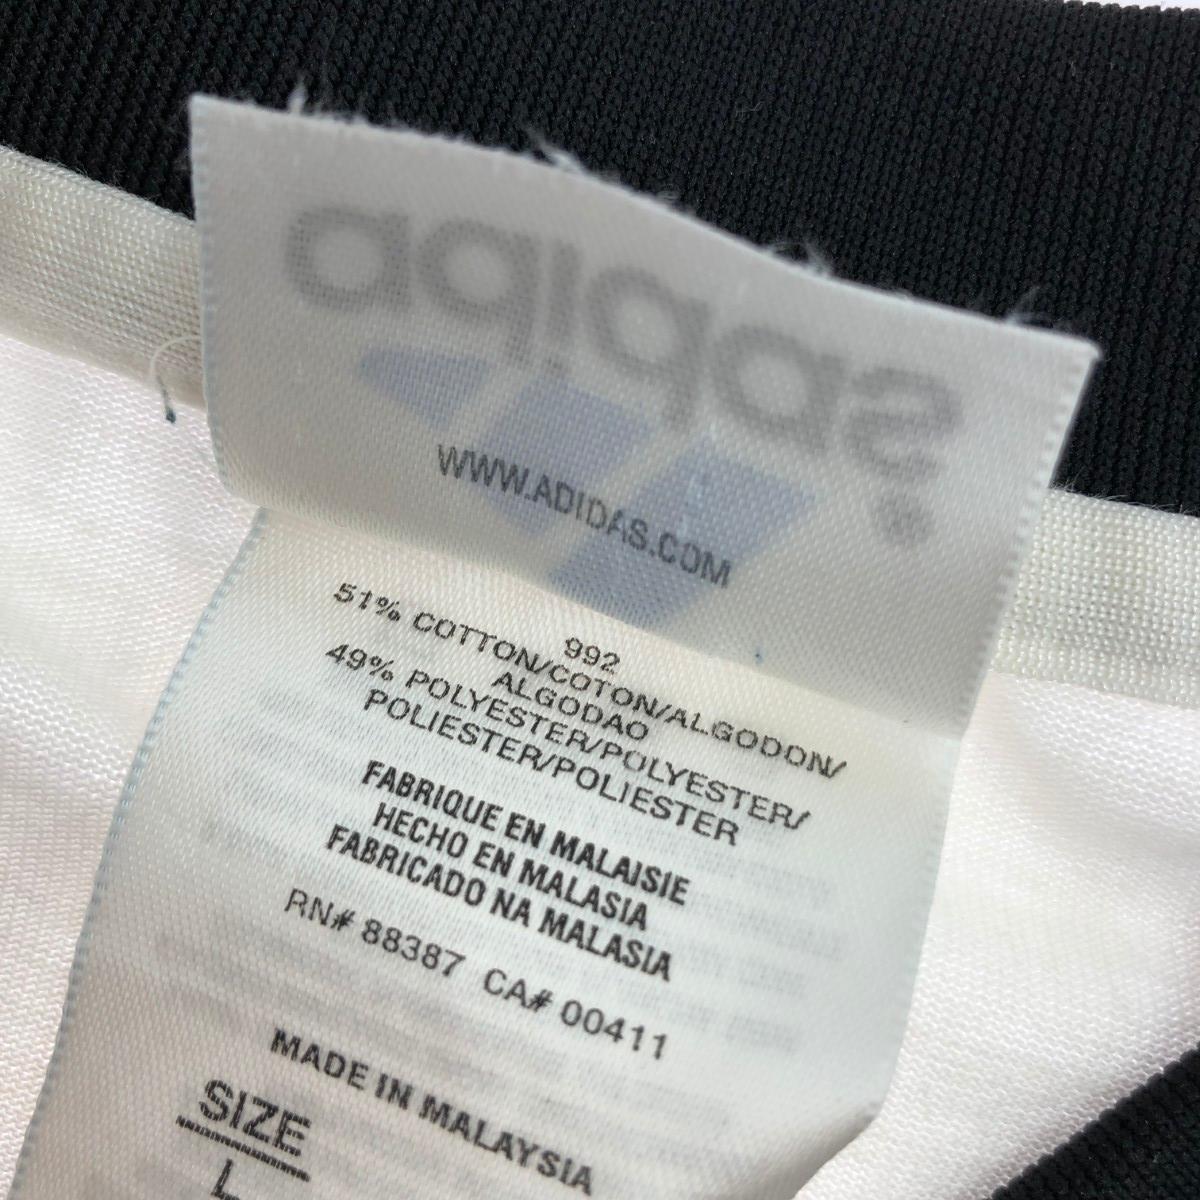 adidas®
WWW.ADIDAS.COM
992
51% COTTON/COTON/ALGODON/
ALGODAO
49% POLYESTER/POLYESTER/
POLIESTER/POLIESTER
FABRIQUE EN MALAISIE
HECHO EN MALASIA
FABRICADO NA MALASIA
RN# 88387 CA# 00411
MADE IN MALAYSIA
SIZE
L